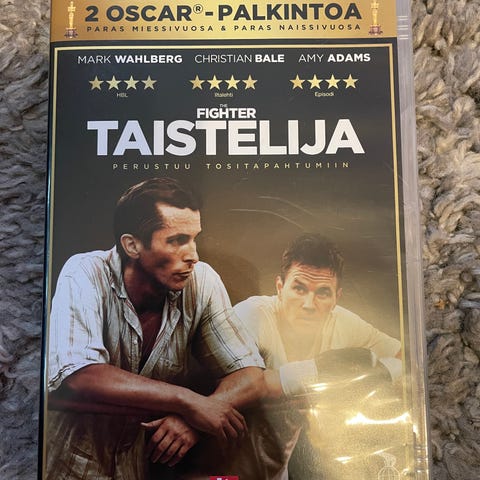 2 OSCAR® - PALKINTOA
PARAS MIESSIVUOSA & PARAS NAISSIVUOSA
MARK WAHLBERG CHRISTIAN BALE AMY ADAMS
HBL Iltalehti Episodi
THE
FIGHTER
TAISTELIJA
PERUSTUU TOSITAPAHTUMIIN